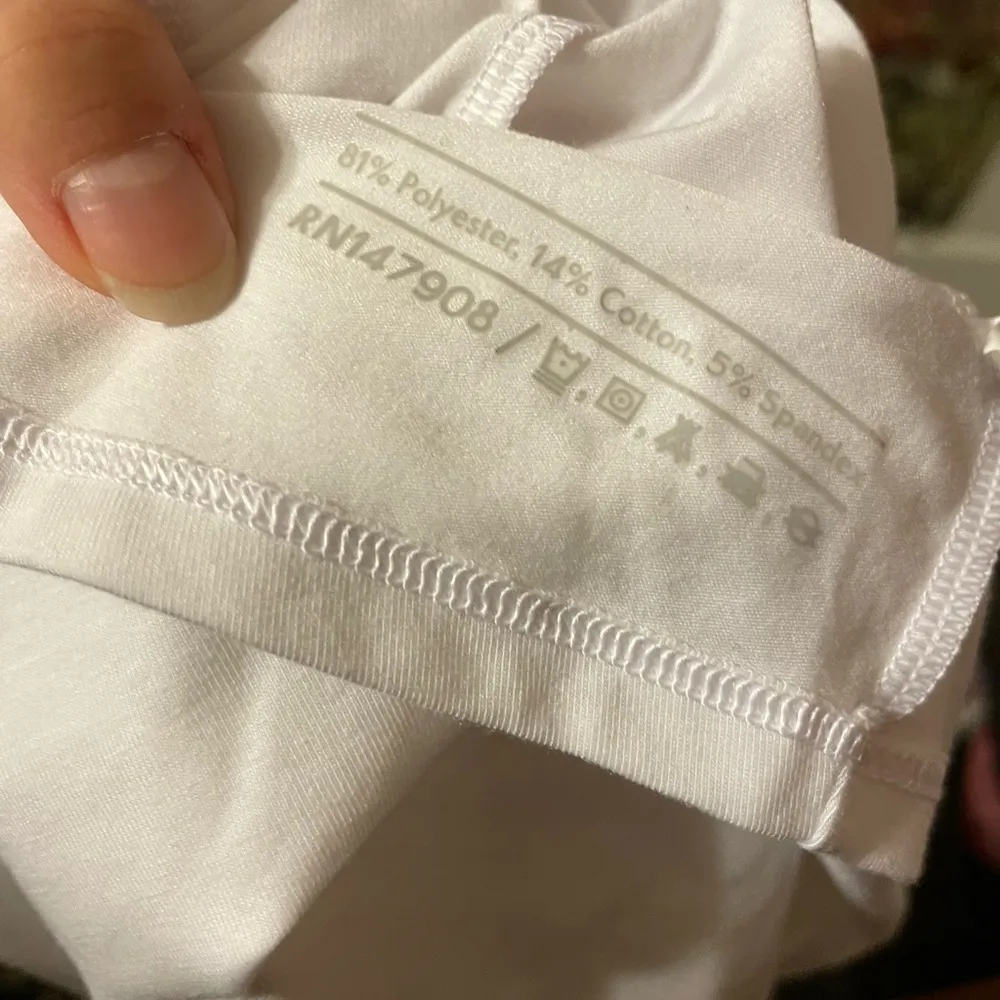 81% Polyester, 14% Cotton, 5% Spandex
RN147908 /